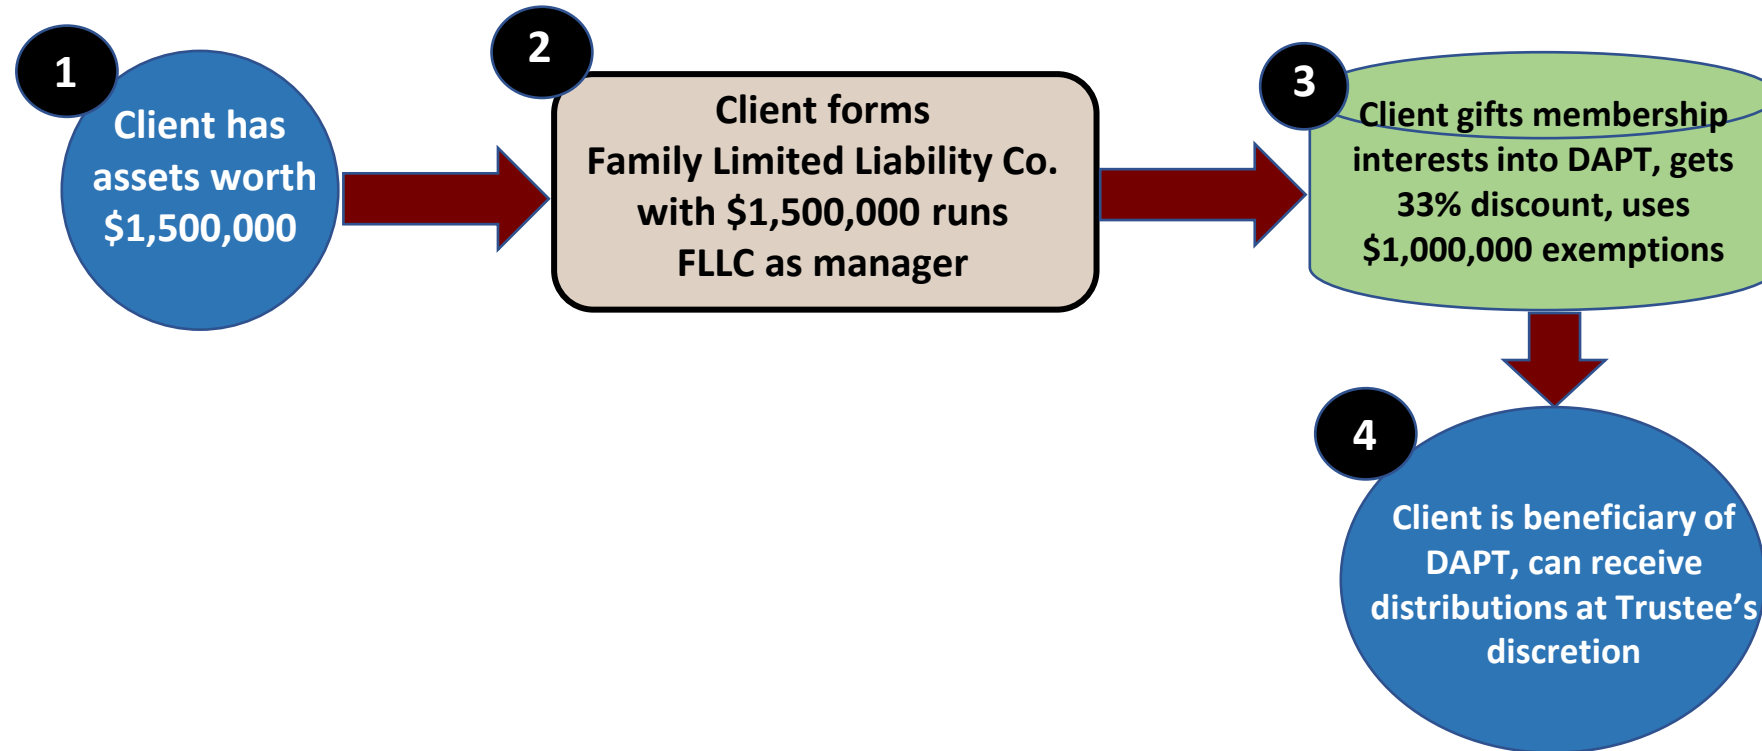 1
Client has
assets worth
$1,500,000
2
Client forms
Family Limited Liability Co.
with $1,500,000 runs
FLLC as manager
3
Client gifts membership
interests into DAPT, gets
33% discount, uses
$1,000,000 exemptions
4
Client is beneficiary of
DAPT, can receive
distributions at Trustee’s
discretion